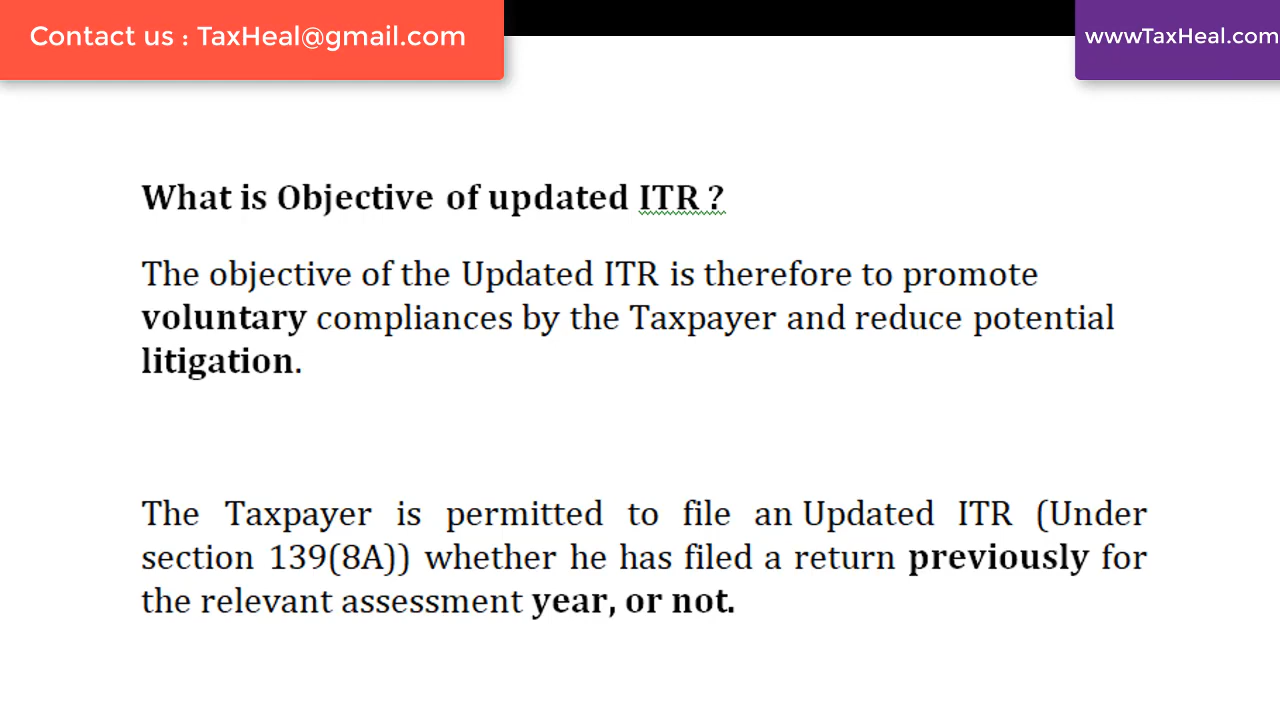 Contact us : TaxHeal@gmail.com
wwwTaxHeal.com
What is Objective of updated ITR ?
The objective of the Updated ITR is therefore to promote
voluntary compliances by the Taxpayer and reduce potential
litigation.
The Taxpayer is permitted to file an Updated ITR (Under
section 139(8A)) whether he has filed a return previously for
the relevant assessment year, or not.